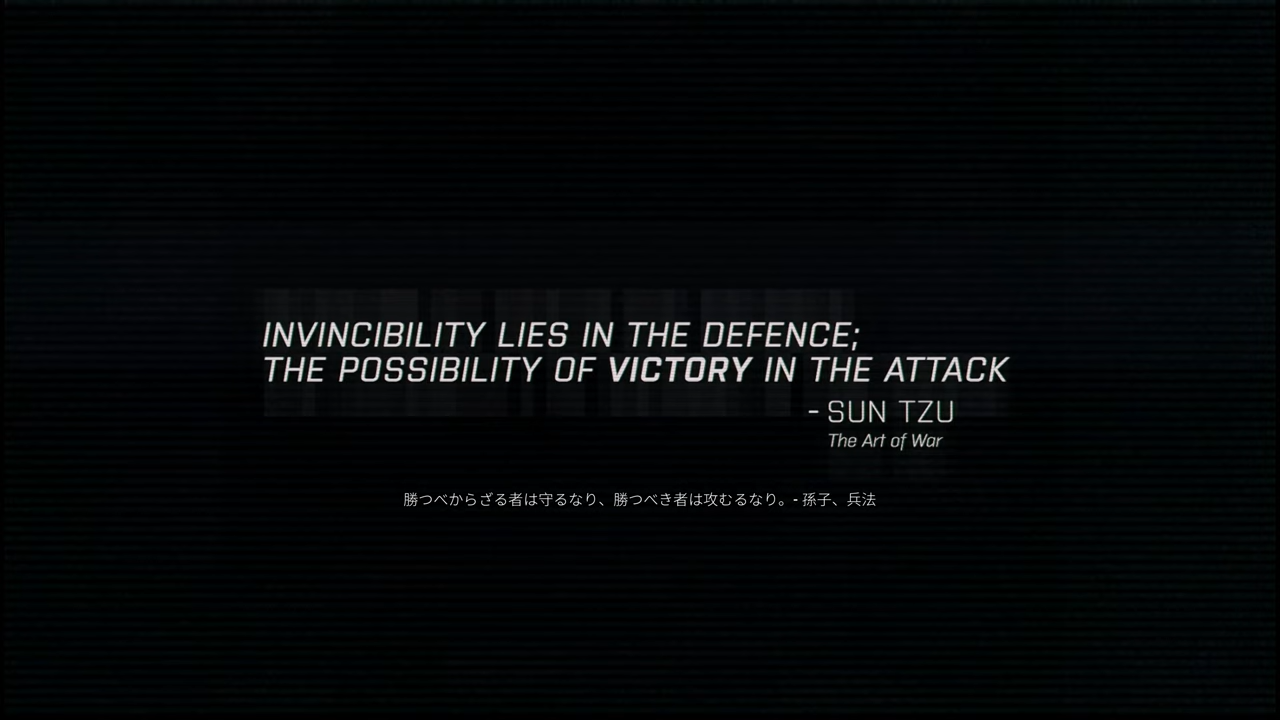 INVINCIBILITY LIES IN THE DEFENCE;
THE POSSIBILITY OF VICTORY IN THE ATTACK
- SUN TZU
The Art of War
勝つべからざる者は守るなり、勝つべき者は攻むるなり。- 孫子、兵法